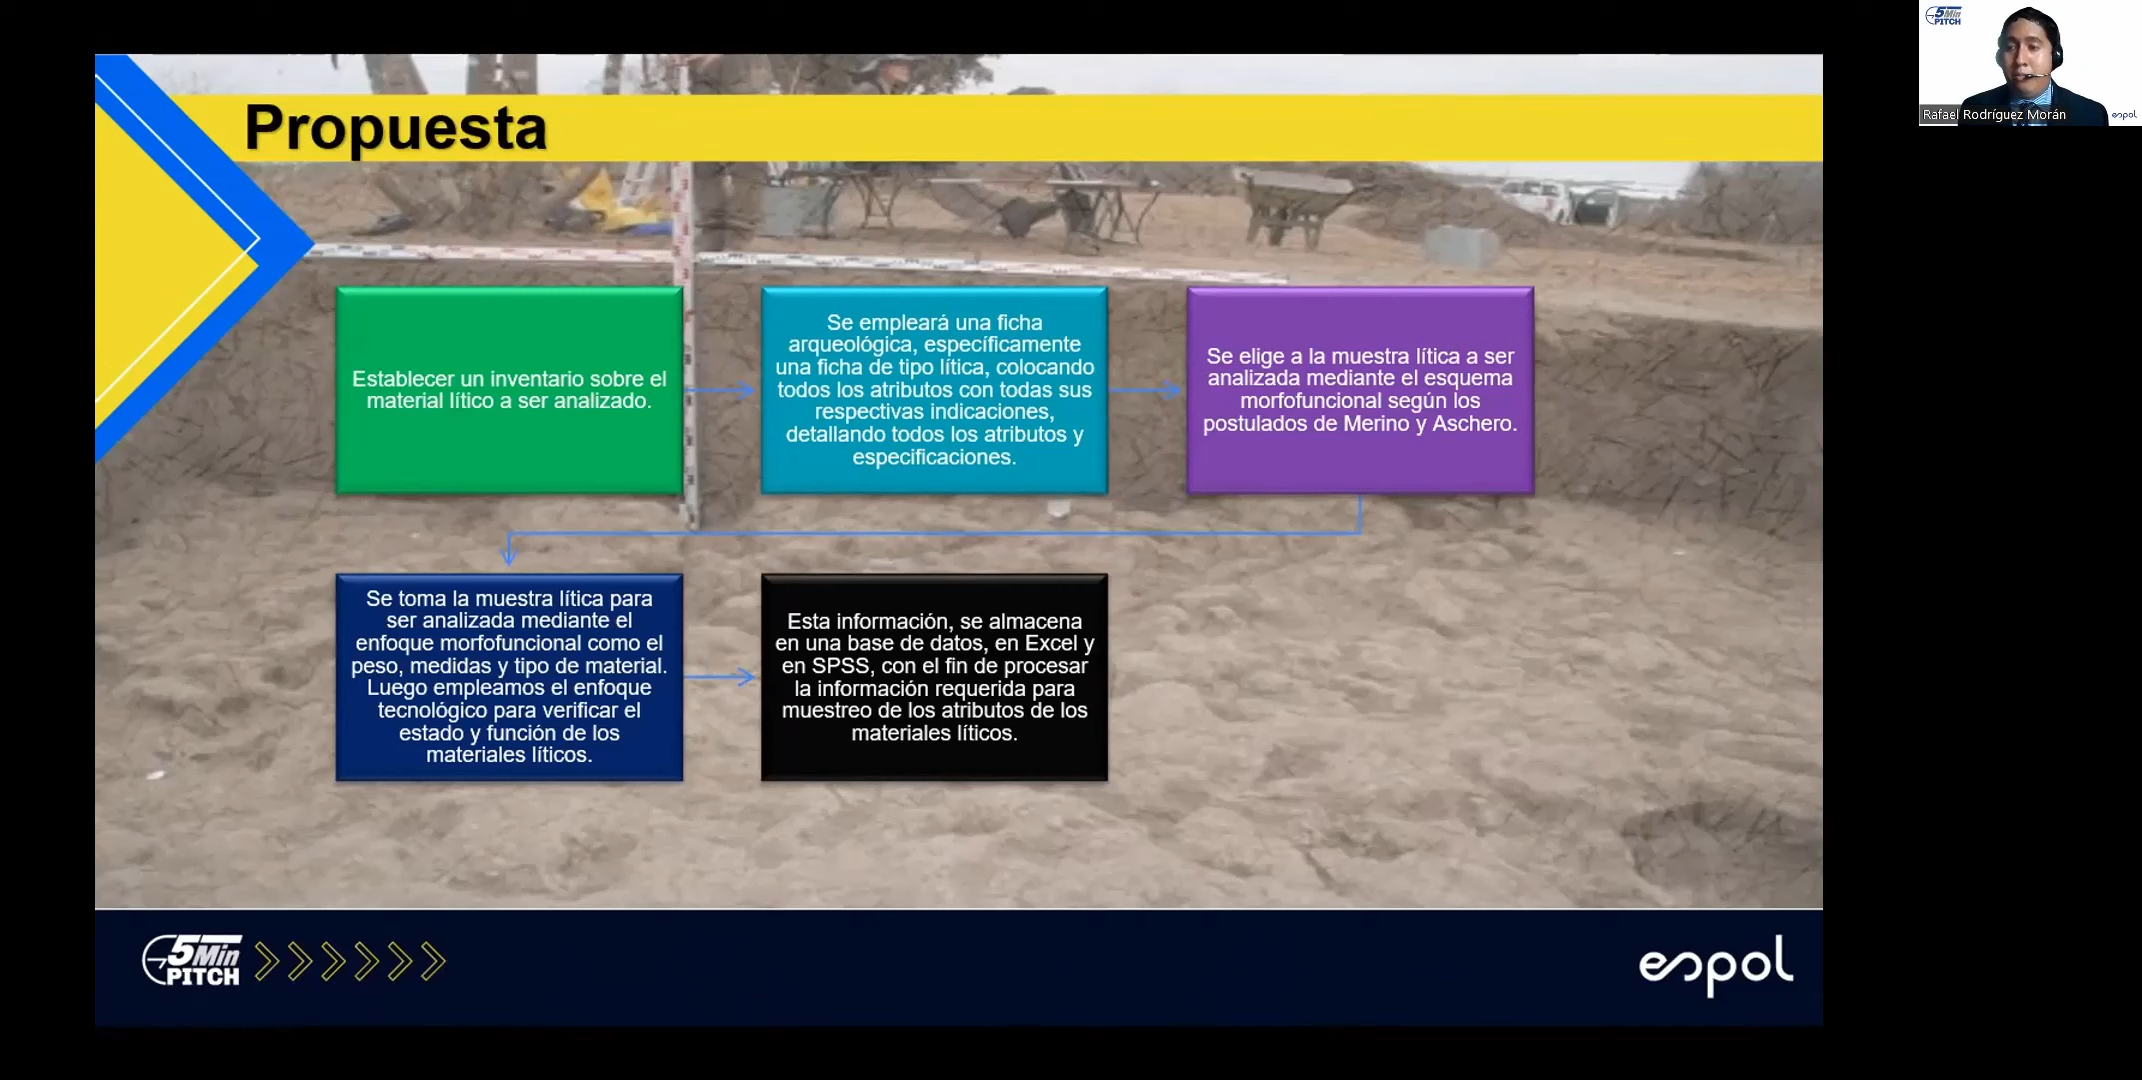 5Min
PITCH
Rafael Rodríguez Morán
espol
Propuesta
Establecer un inventario sobre el
material lítico a ser analizado.
Se empleará una ficha
arqueológica, específicamente
una ficha de tipo lítica, colocando
todos los atributos con todas sus
respectivas indicaciones,
detallando todos los atributos y
especificaciones.
Se elige a la muestra lítica a ser
analizada mediante el esquema
morfofuncional según los
postulados de Merino y Aschero.
Se toma la muestra lítica para
ser analizada mediante el
enfoque morfofuncional como el
peso, medidas y tipo de material.
Luego empleamos el enfoque
tecnológico para verificar el
estado y función de los
materiales líticos.
Esta información, se almacena
en una base de datos, en Excel y
en SPSS, con el fin de procesar
la información requerida para
muestreo de los atributos de los
materiales líticos.
5Min
PITCH
espol